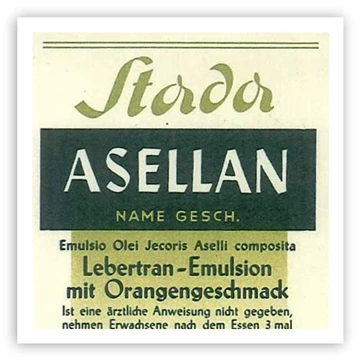 Stada
ASELLAN
NAME GESCH.
Emulsio Olei Jecoris Aselli composita
Lebertran-Emulsion
mit Orangengeschmack
Ist eine ärztliche Anweisung nicht gegeben,
nehmen Erwachsene nach dem Essen 3 mal